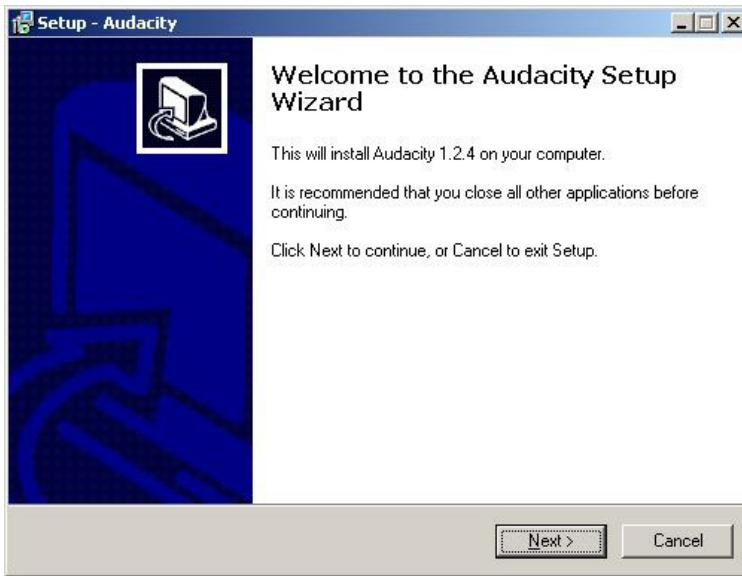 Setup - Audacity
Welcome to the Audacity Setup
Wizard
This will install Audacity 1.2.4 on your computer.
It is recommended that you close all other applications before
continuing.
Click Next to continue, or Cancel to exit Setup.
Next >
Cancel